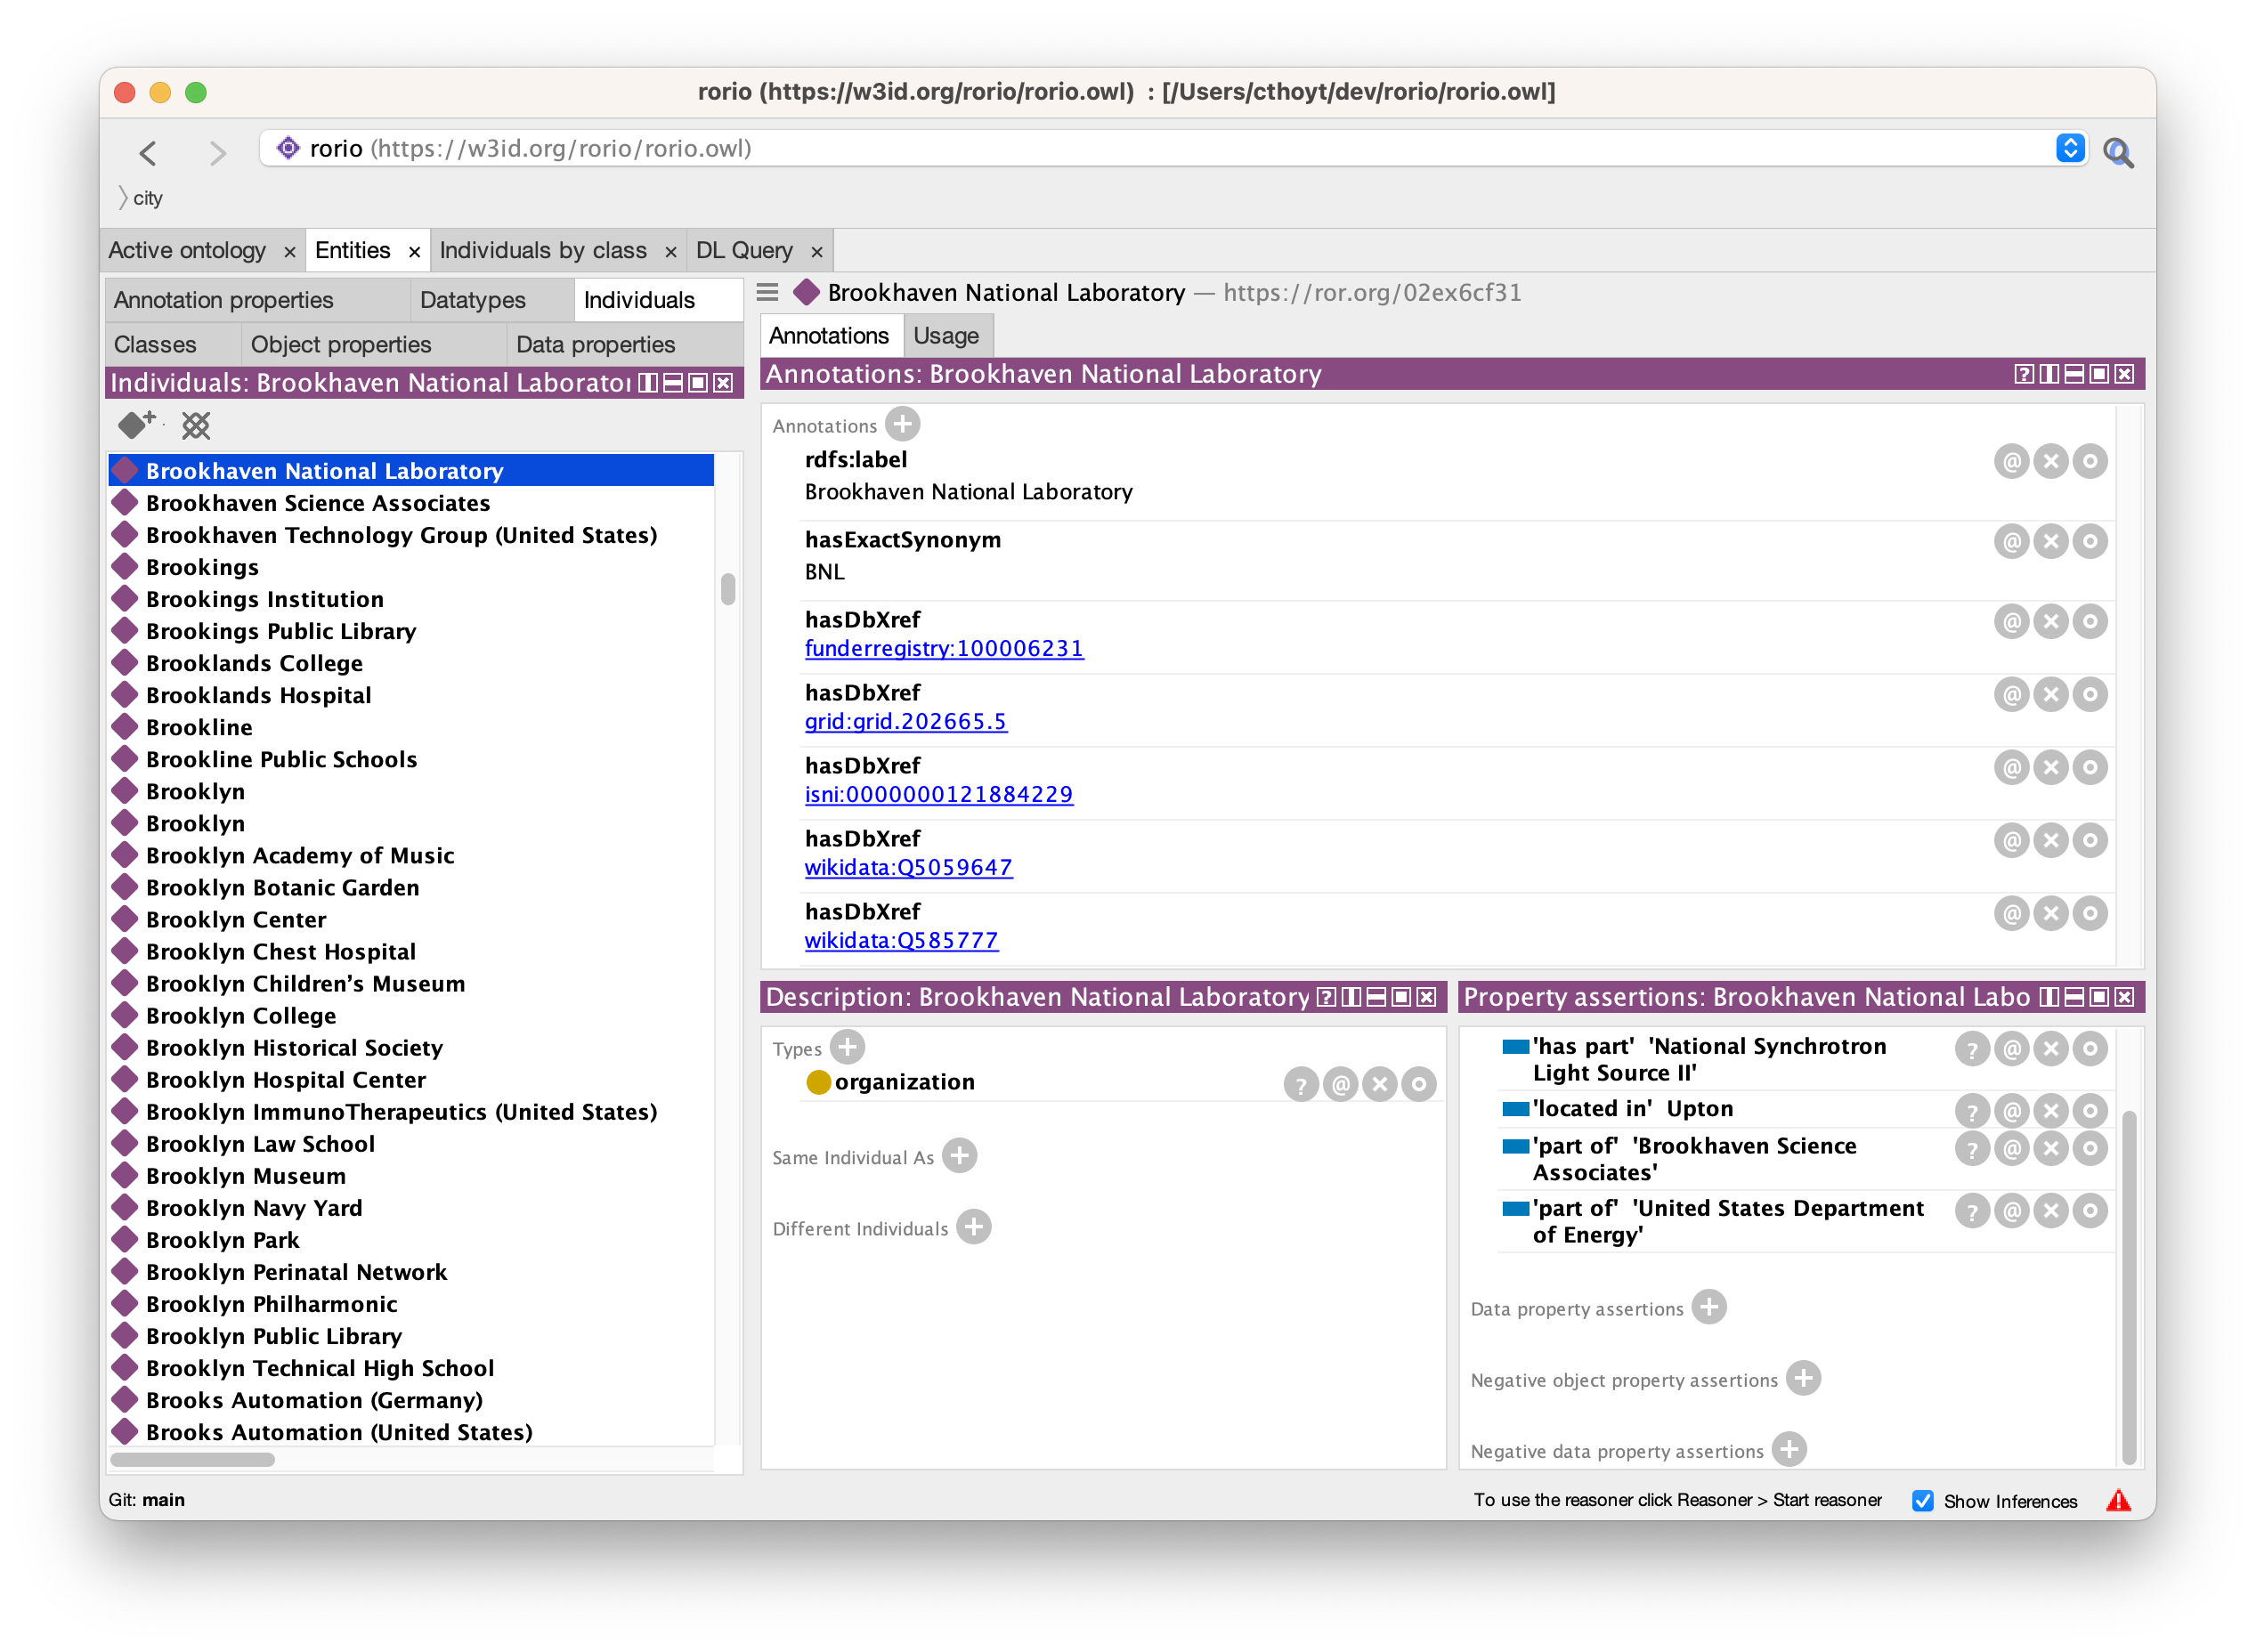 rorio (https://w3id.org/rorio/rorio.owl) : [/Users/cthoyt/dev/rorio/rorio.owl]
rorio (https://w3id.org/rorio/rorio.owl)
city
Active ontology × Entities × Individuals by class × DL Query ×
Annotation properties Datatypes Individuals
Classes Object properties Data properties
Individuals: Brookhaven National Laborator
Brookhaven National Laboratory
Brookhaven Science Associates
Brookhaven Technology Group (United States)
Brookings
Brookings Institution
Brookings Public Library
Brooklands College
Brooklands Hospital
Brookline
Brookline Public Schools
Brooklyn
Brooklyn
Brooklyn Academy of Music
Brooklyn Botanic Garden
Brooklyn Center
Brooklyn Chest Hospital
Brooklyn Children’s Museum
Brooklyn College
Brooklyn Historical Society
Brooklyn Hospital Center
Brooklyn ImmunoTherapeutics (United States)
Brooklyn Law School
Brooklyn Museum
Brooklyn Navy Yard
Brooklyn Park
Brooklyn Perinatal Network
Brooklyn Philharmonic
Brooklyn Public Library
Brooklyn Technical High School
Brooks Automation (Germany)
Brooks Automation (United States)
Brookhaven National Laboratory — https://ror.org/02ex6cf31
Annotations Usage
Annotations: Brookhaven National Laboratory
Annotations
rdfs:label
Brookhaven National Laboratory
hasExactSynonym
BNL
hasDbXref
funderregistry:100006231
hasDbXref
grid:grid.202665.5
hasDbXref
isni:0000000121884229
hasDbXref
wikidata:Q5059647
hasDbXref
wikidata:Q585777
Description: Brookhaven National Laboratory
Types
organization
Same Individual As
Different Individuals
Property assertions: Brookhaven National Labo
'has part' 'National Synchrotron
Light Source II'
'located in' Upton
'part of' 'Brookhaven Science
Associates'
'part of' 'United States Department
of Energy'
Data property assertions
Negative object property assertions
Negative data property assertions
Git: main
To use the reasoner click Reasoner > Start reasoner Show Inferences